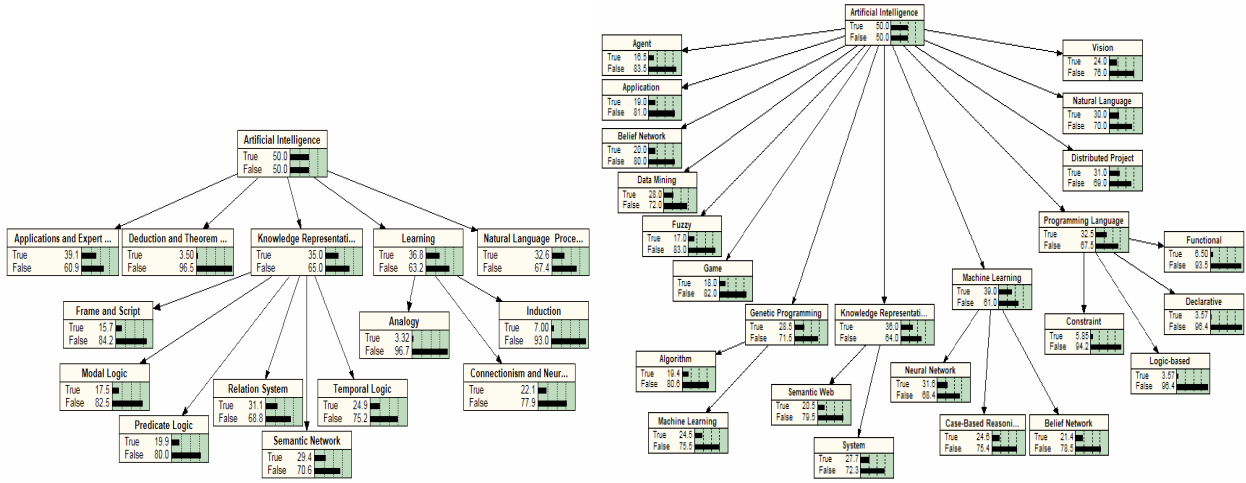 Artificial Intelligence
True 50.0
False 50.0
Applications and Expert ...
True 39.1
False 60.9
Deduction and Theorem ...
True 3.50
False 96.5
Knowledge Representati...
True 35.0
False 65.0
Learning
True 36.8
False 63.2
Natural Language Proce...
True 32.6
False 67.4
Frame and Script
True 15.7
False 84.2
Analogy
True 3.32
False 96.7
Induction
True 7.00
False 93.0
Modal Logic
True 17.5
False 82.5
Relation System
True 31.1
False 68.8
Temporal Logic
True 24.9
False 75.2
Connectionism and Neur...
True 22.1
False 77.9
Predicate Logic
True 19.9
False 80.0
Semantic Network
True 29.4
False 70.6
Artificial Intelligence
True 50.0
False 50.0
Agent
True 16.5
False 83.5
Vision
True 24.0
False 76.0
Application
True 19.0
False 81.0
Natural Language
True 30.0
False 70.0
Belief Network
True 20.0
False 80.0
Distributed Project
True 31.0
False 69.0
Data Mining
True 28.0
False 72.0
Fuzzy
True 17.0
False 83.0
Programming Language
True 32.5
False 67.5
Functional
True 6.50
False 93.5
Game
True 18.0
False 82.0
Machine Learning
True 39.0
False 61.0
Declarative
True 3.57
False 96.4
Genetic Programming
True 28.5
False 71.5
Knowledge Representati...
True 36.0
False 64.0
Constraint
True 5.85
False 94.2
Algorithm
True 19.4
False 80.6
Logic-based
True 3.57
False 96.4
Neural Network
True 31.6
False 68.4
Semantic Web
True 20.5
False 79.5
Machine Learning
True 24.5
False 75.5
Case-Based Reasoni...
True 24.6
False 75.4
Belief Network
True 21.4
False 78.5
System
True 27.7
False 72.3